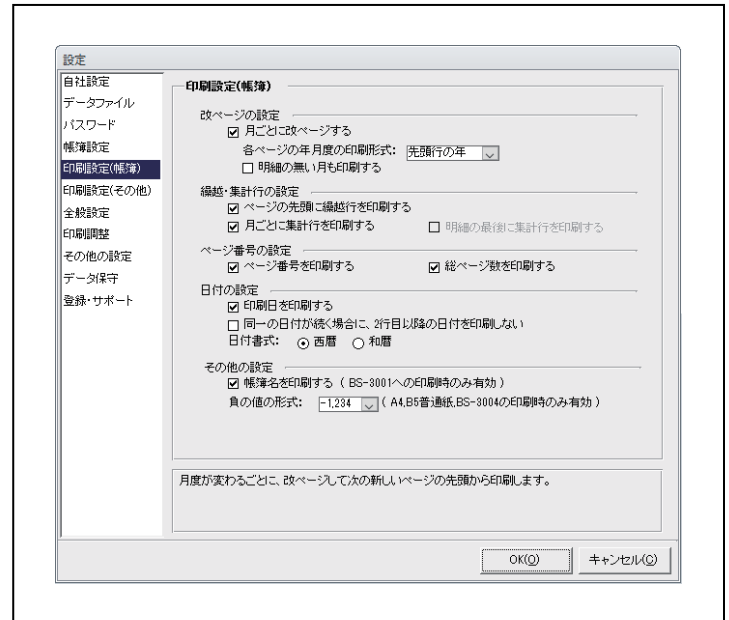 設定
自社設定
データファイル
パスワード
帳簿設定
印刷設定(帳簿)
印刷設定(その他)
全般設定
印刷調整
その他の設定
データ保守
登録・サポート
印刷設定(帳簿)
改ページの設定
月ごとに改ページする
各ページの年月度の印刷形式: 先頭行の年
明細の無い月も印刷する
繰越・集計行の設定
ページの先頭に繰越行を印刷する
月ごとに集計行を印刷する 明細の最後に集計行を印刷する
ページ番号の設定
ページ番号を印刷する 総ページ数を印刷する
日付の設定
印刷日を印刷する
同一の日付が続く場合に、2行目以降の日付を印刷しない
日付書式: 西暦 和暦
その他の設定
帳簿名を印刷する ( BS-3001への印刷時のみ有効 )
負の値の形式: -1,234 ( A4,B5普通紙,BS-3004の印刷時のみ有効 )
月度が変わるごとに、改ページして次の新しいページの先頭から印刷します。
OK(O) キャンセル(C)